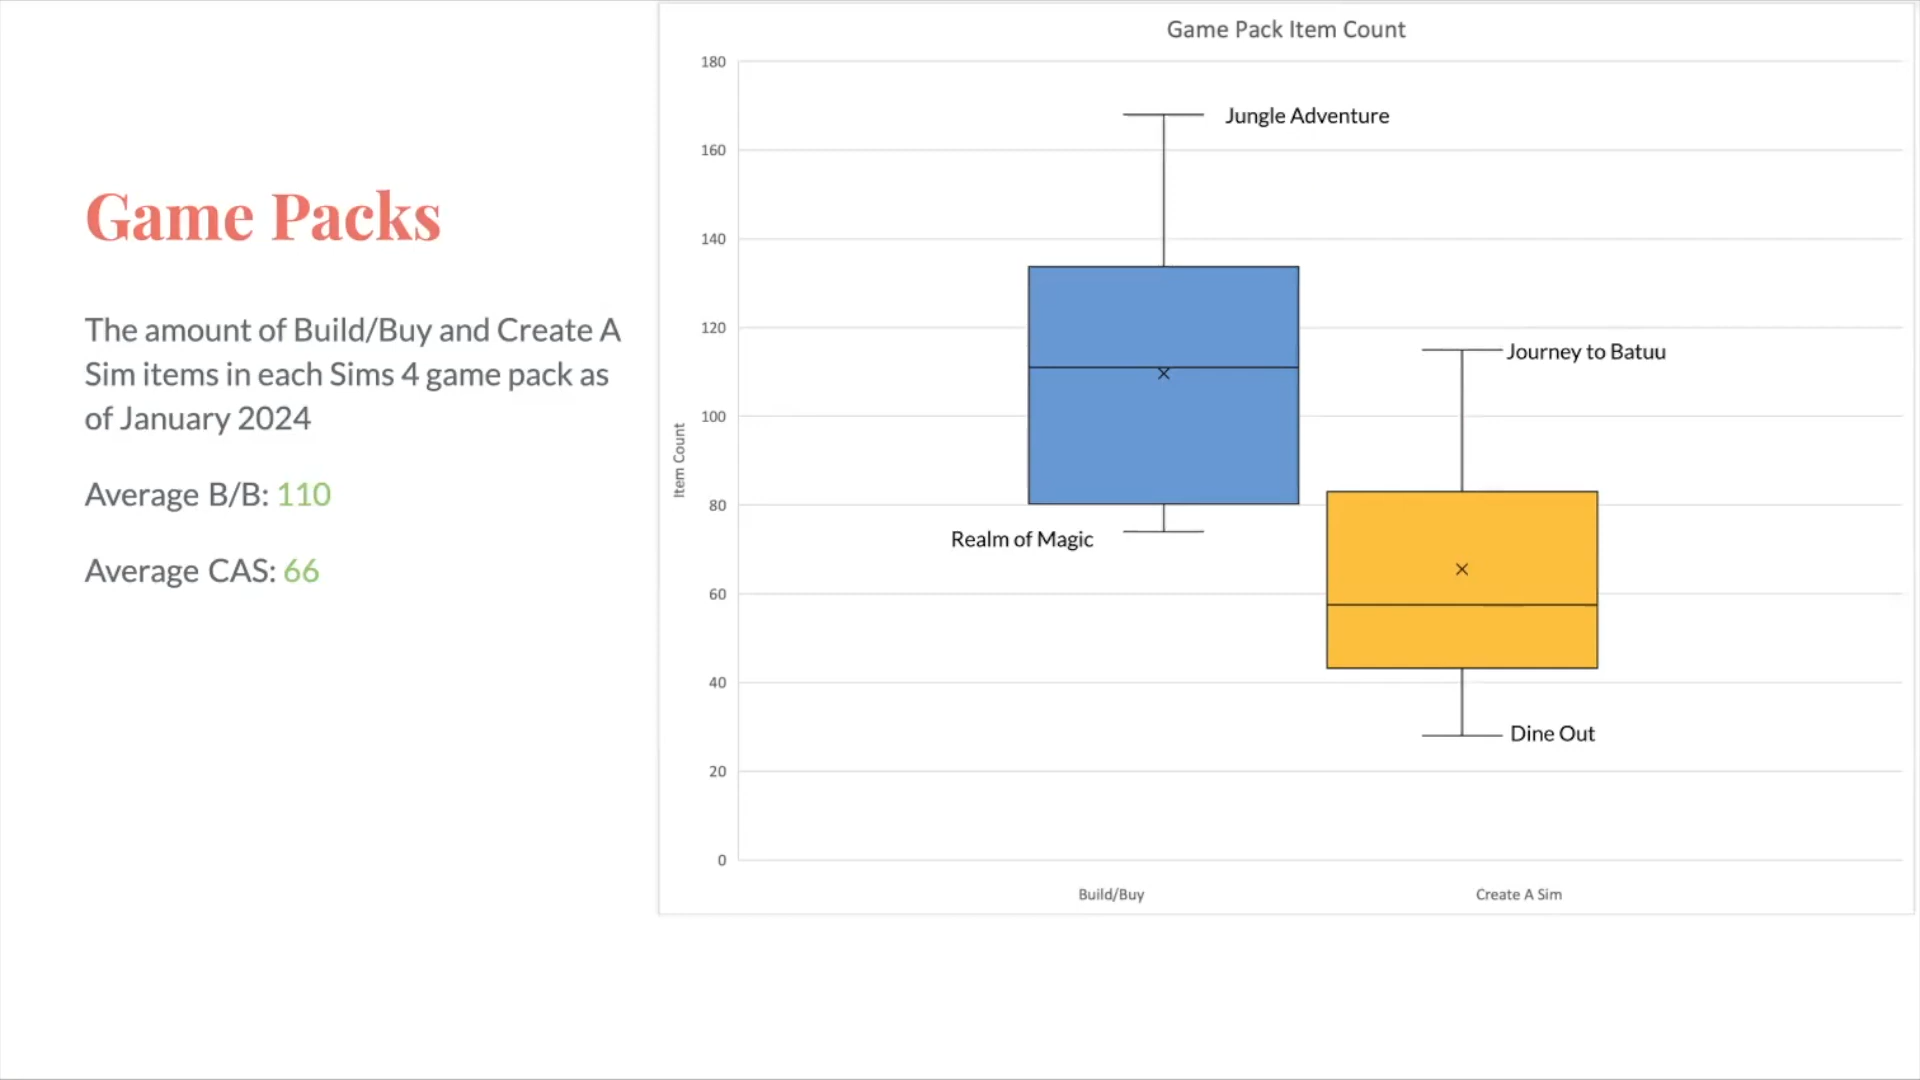 Game Packs
The amount of Build/Buy and Create A
Sim items in each Sims 4 game pack as
of January 2024
Average B/B: 110
Average CAS: 66
Game Pack Item Count
180
160
140
120
100
80
60
40
20
0
Item Count
Jungle Adventure
Journey to Batuu
Realm of Magic
Dine Out
Build/Buy
Create A Sim